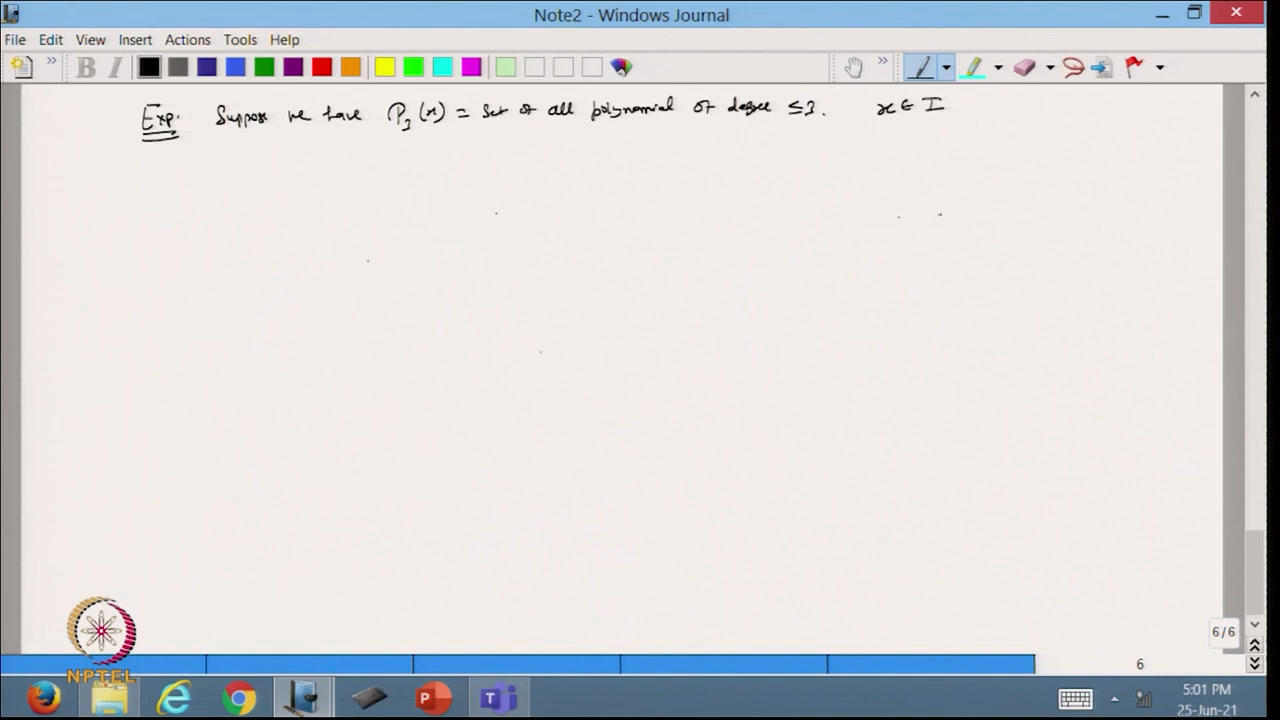 Note2 - Windows Journal
File Edit View Insert Actions Tools Help
B I
Exp. Suppose we have P₃(x) = Set of all polynomial of degree ≤3. x ∈ I
6/6
6
NPTEL
5:01 PM
25-Jun-21